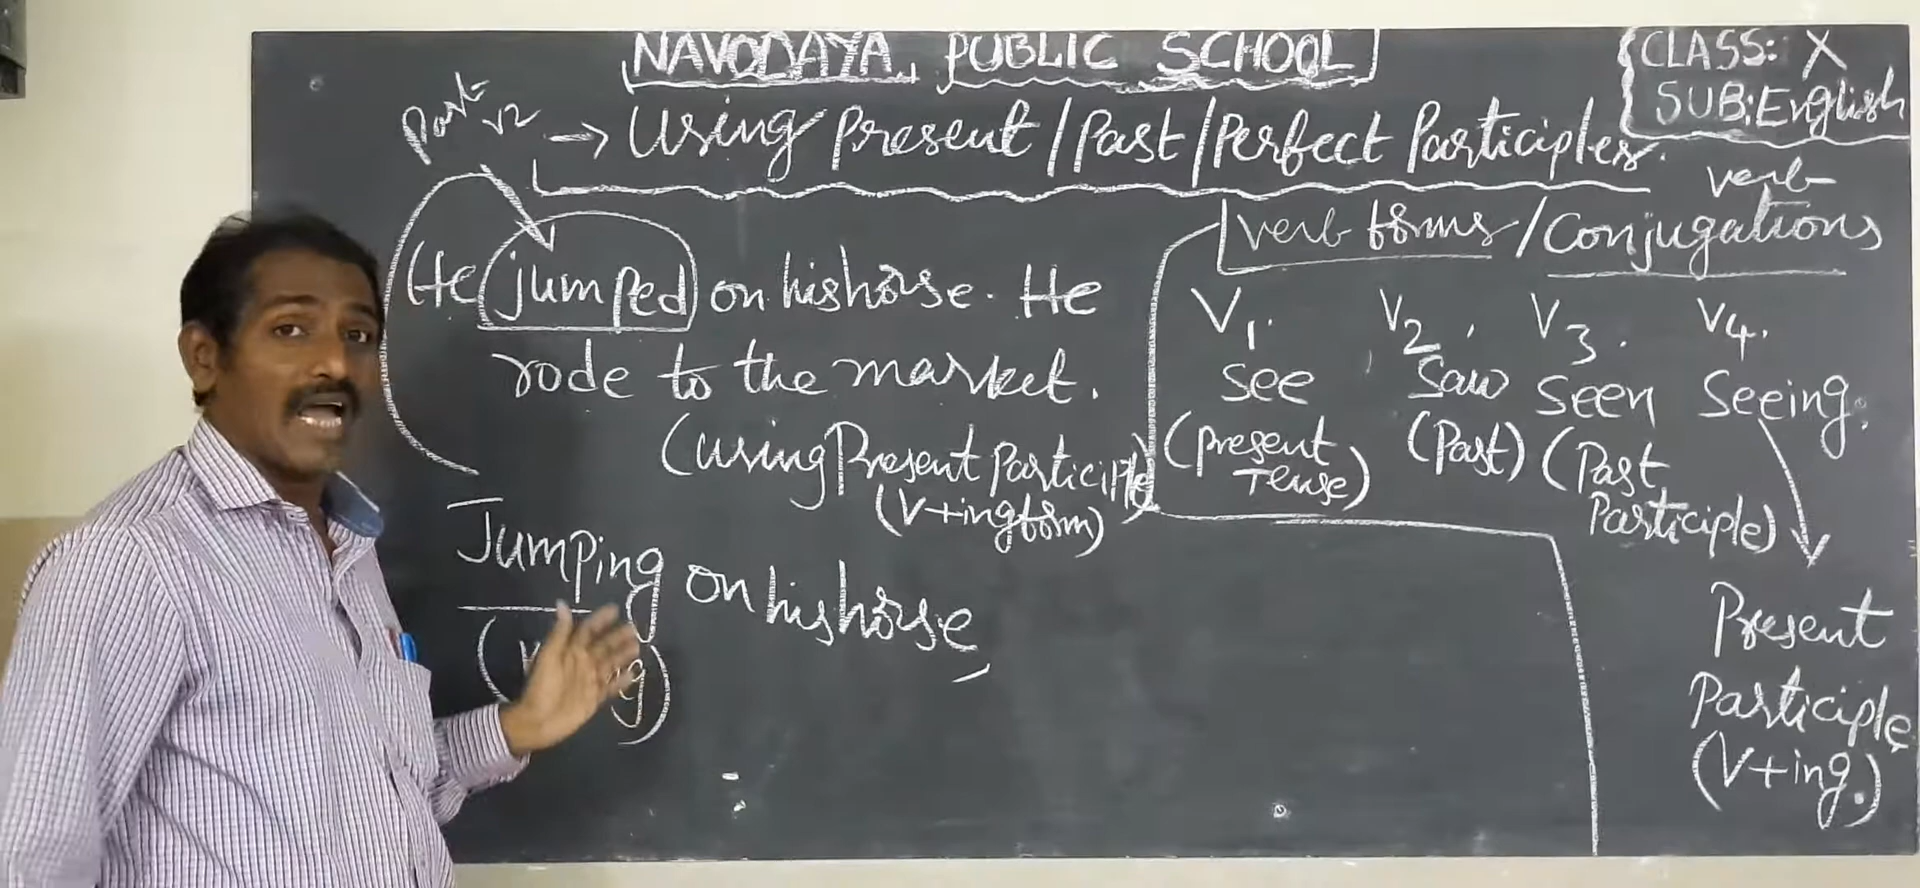 NAVODAYA PUBLIC SCHOOL
CLASS: X
SUB: English
Past V2
→ Using Present / Past / Perfect Participles.
He jumped on his horse. He
rode to the market.
(using Present Participle
(V+ing form)
Jumping on his horse,
ng)
verb
verb forms / Conjugations
V1. V2. V3. V4.
see saw seen seeing.
(Present Tense) (Past) (Past Participle)
Present
Participle
(V+ing.)